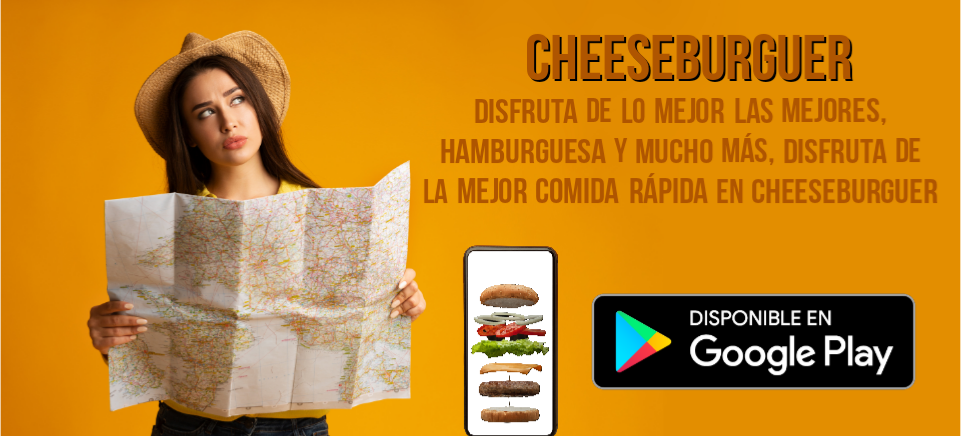 CHEESEBURGUER
DISFRUTA DE LO MEJOR LAS MEJORES,
HAMBURGUESA Y MUCHO MÁS, DISFRUTA DE
LA MEJOR COMIDA RÁPIDA EN CHEESEBURGUER
DISPONIBLE EN
Google Play